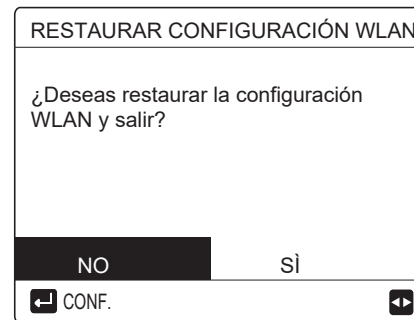 RESTAURAR CONFIGURACIÓN WLAN
¿Deseas restaurar la configuración
WLAN y salir?
NO SÌ
CONF.